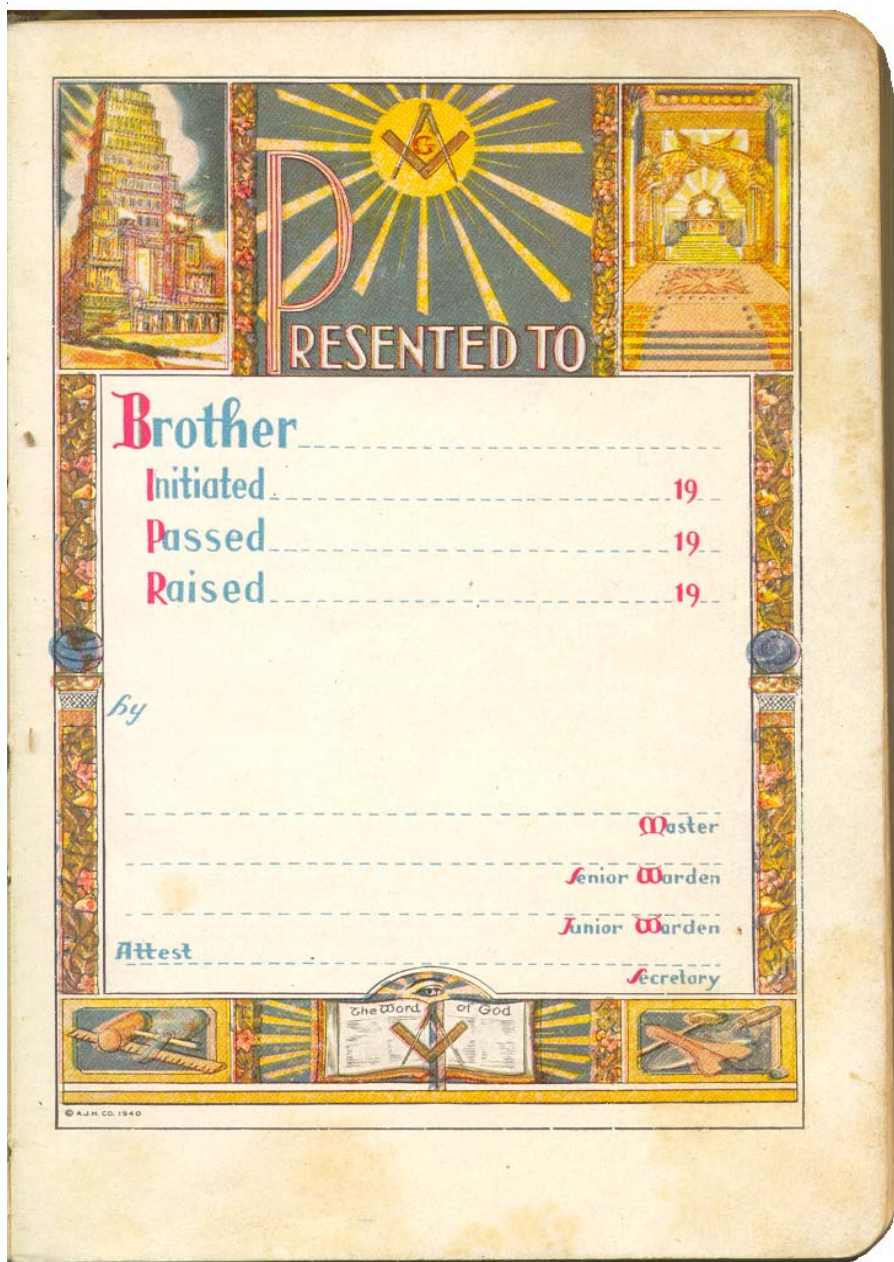 G
PRESENTED TO
Brother
Initiated 19
Passed 19
Raised 19
by
Master
Senior Warden
Junior Warden
Attest
Secretary
The Word of God
© A.J.H. CO. 1940